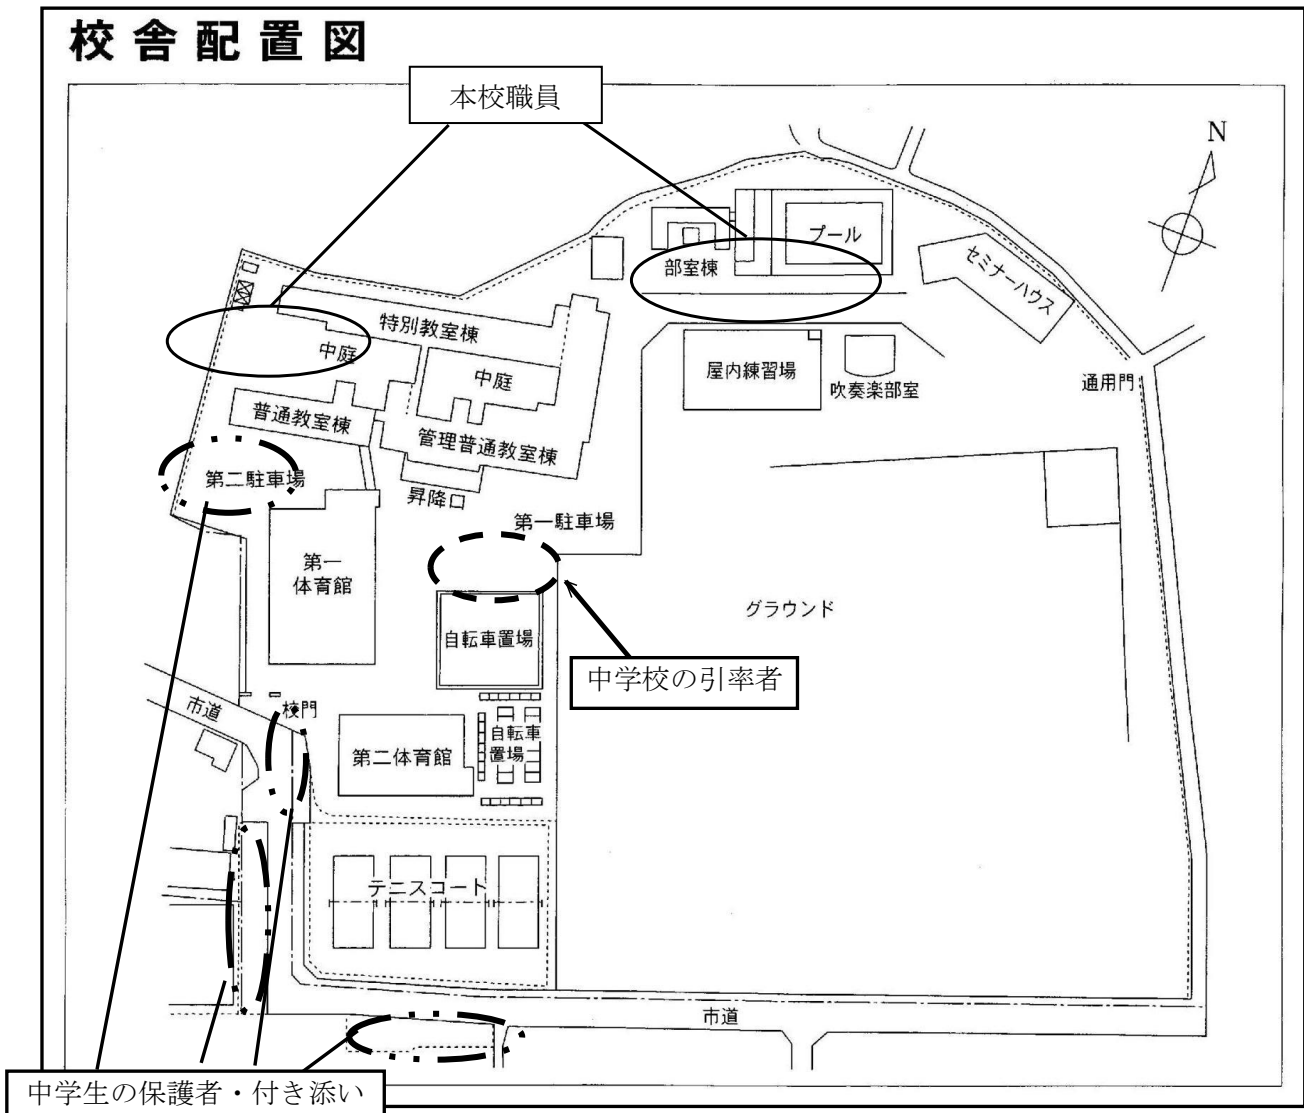 校舎配置図
本校職員
N
プール
部室棟
セミナーハウス
特別教室棟
中庭
中庭
屋内練習場
吹奏楽部室
通用門
普通教室棟
管理普通教室棟
第二駐車場
昇降口
第一駐車場
第一
体育館
グラウンド
自転車置場
中学校の引率者
市道
校門
自転車
置場
第二体育館
テニスコート
市道
中学生の保護者・付き添い